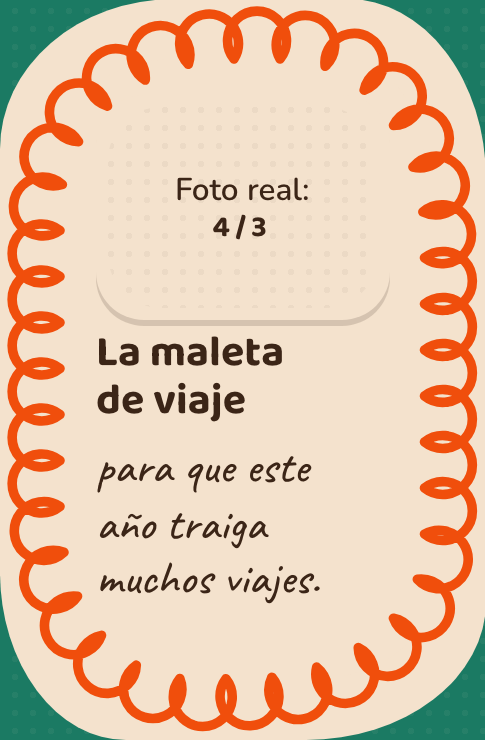 Foto real:
4 / 3
La maleta
de viaje
para que este
año traiga
muchos viajes.